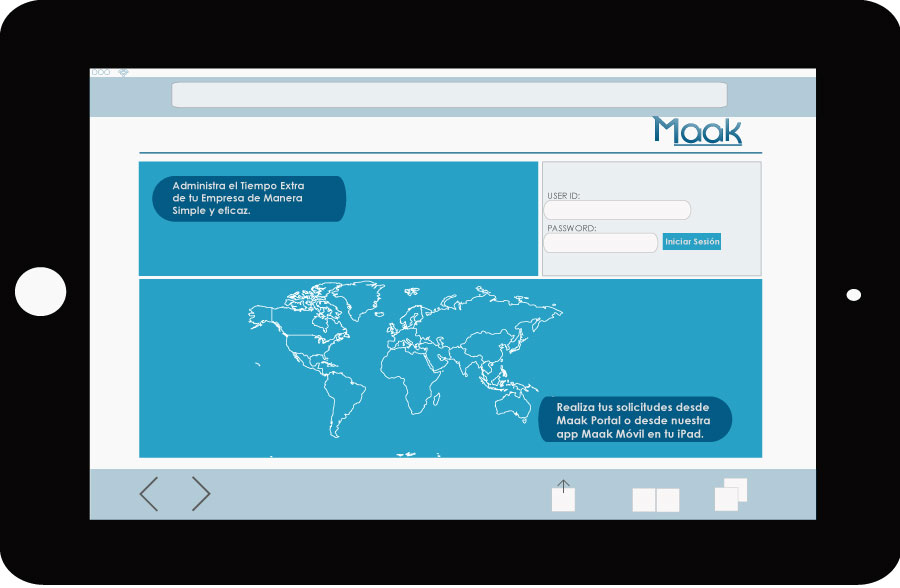 Maak
Administra el Tiempo Extra
de tu Empresa de Manera
Simple y eficaz.
USER ID:
PASSWORD:
Iniciar Sesión
Realiza tus solicitudes desde
Maak Portal o desde nuestra
app Maak Móvil en tu iPad.